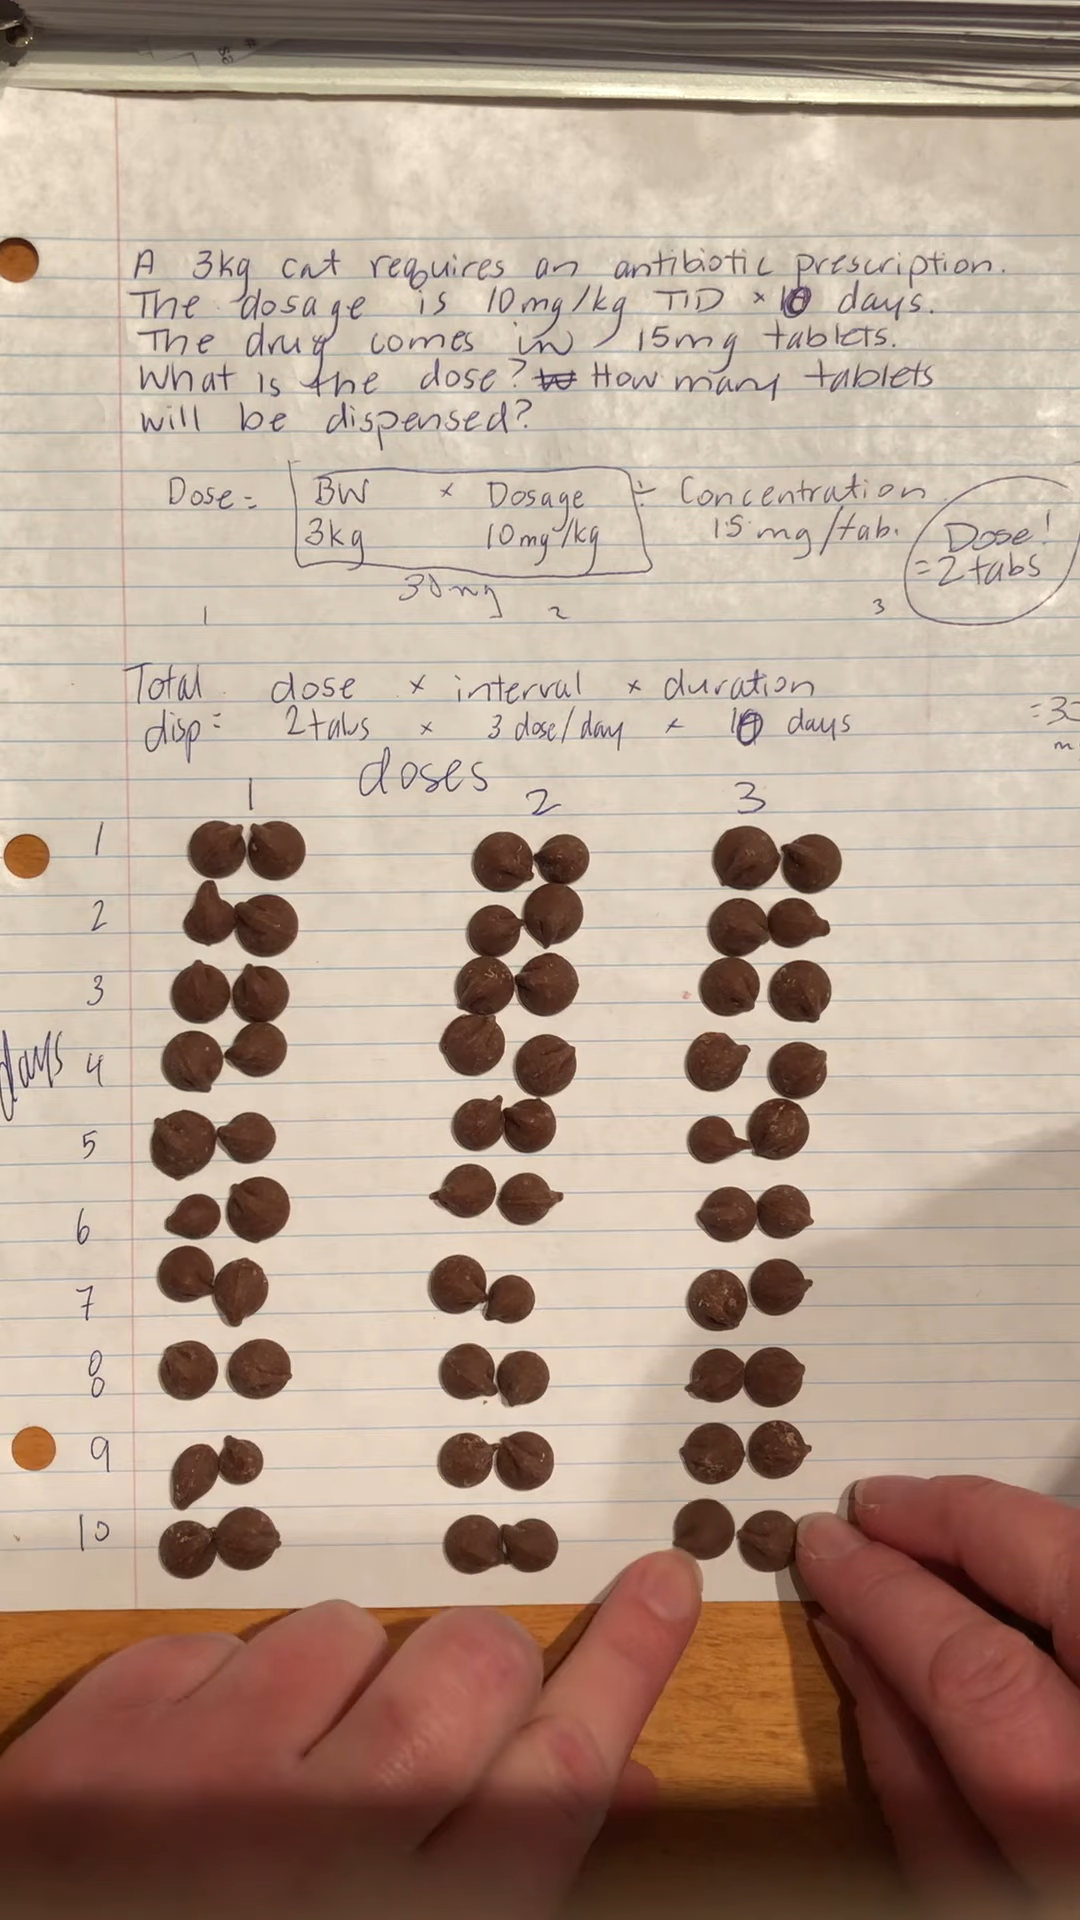 A 3kg cat requires an antibiotic prescription.
The dosage is 10mg/kg TID × 10 days.
The drug comes in 15mg tablets.
What is the dose? How many tablets
will be dispensed?
Dose = BW × Dosage ÷ Concentration
3kg 10mg/kg 15mg/tab.
Dose!
= 2 tabs
30mg
1 2 3
Total dose × interval × duration
disp = 2 tabs × 3 dose/day × 10 days
doses
1 2 3
1
2
3
days 4
5
6
7
8
9
10